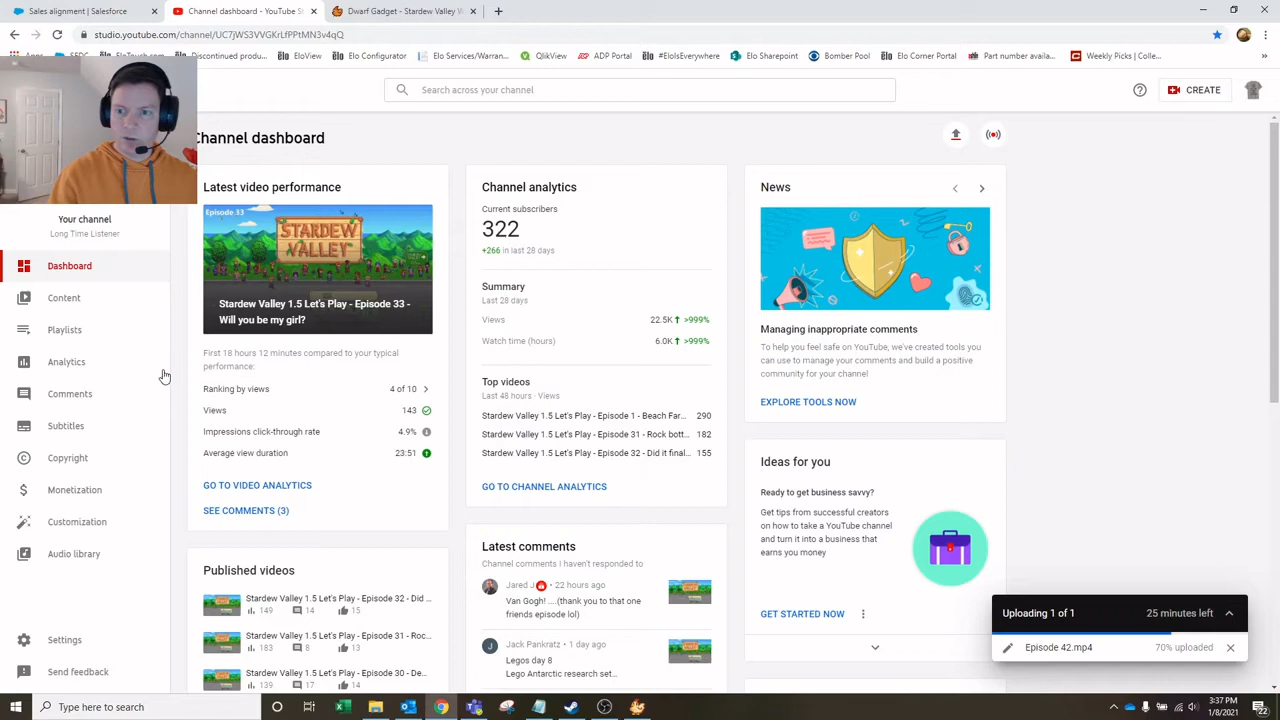 Sales alignment | Salesforce
Channel dashboard - YouTube S
Dwarf Gadget - Stardew Valley W
studio.youtube.com/channel/UC7jWS3VVGKrLfPPtMN3v4qQ
Apps
SFDC
EloTouch.com
Discontinued produ...
EloView
Elo Configurator
Elo Services/Warran...
QlikView
ADP Portal
#EloIsEverywhere
Elo Sharepoint
Bomber Pool
Elo Corner Portal
Part number availa...
Weekly Picks | Colle...
Search across your channel
CREATE
Channel dashboard
Your channel
Long Time Listener
Dashboard
Content
Playlists
Analytics
Comments
Subtitles
Copyright
Monetization
Customization
Audio library
Settings
Send feedback
Latest video performance
Episode 33
STARDEW
VALLEY
Stardew Valley 1.5 Let's Play - Episode 33 -
Will you be my girl?
First 18 hours 12 minutes compared to your typical
performance:
Ranking by views 4 of 10
Views 143
Impressions click-through rate 4.9%
Average view duration 23:51
GO TO VIDEO ANALYTICS
SEE COMMENTS (3)
Published videos
Stardew Valley 1.5 Let's Play - Episode 32 - Did ...
149 14 15
Stardew Valley 1.5 Let's Play - Episode 31 - Roc...
183 8 13
Stardew Valley 1.5 Let's Play - Episode 30 - De...
139 17 14
Channel analytics
Current subscribers
322
+266 in last 28 days
Summary
Last 28 days
Views 22.5K >999%
Watch time (hours) 6.0K >999%
Top videos
Last 48 hours · Views
Stardew Valley 1.5 Let's Play - Episode 1 - Beach Far... 290
Stardew Valley 1.5 Let's Play - Episode 31 - Rock bott... 182
Stardew Valley 1.5 Let's Play - Episode 32 - Did it final... 155
GO TO CHANNEL ANALYTICS
Latest comments
Channel comments I haven't responded to
Jared J • 22 hours ago
Van Gogh! ....(thank you to that one
friends episode lol)
J
Jack Pankratz • 1 day ago
Legos day 8
Lego Antarctic research set...
News
Managing inappropriate comments
To help you feel safe on YouTube, we've created tools you
can use to manage your comments and build a positive
community for your channel
EXPLORE TOOLS NOW
Ideas for you
Ready to get business savvy?
Get tips from successful creators
on how to take a YouTube channel
and turn it into a business that
earns you money
GET STARTED NOW
Uploading 1 of 1 25 minutes left
Episode 42.mp4 70% uploaded
Type here to search
3:37 PM
1/8/2021
22